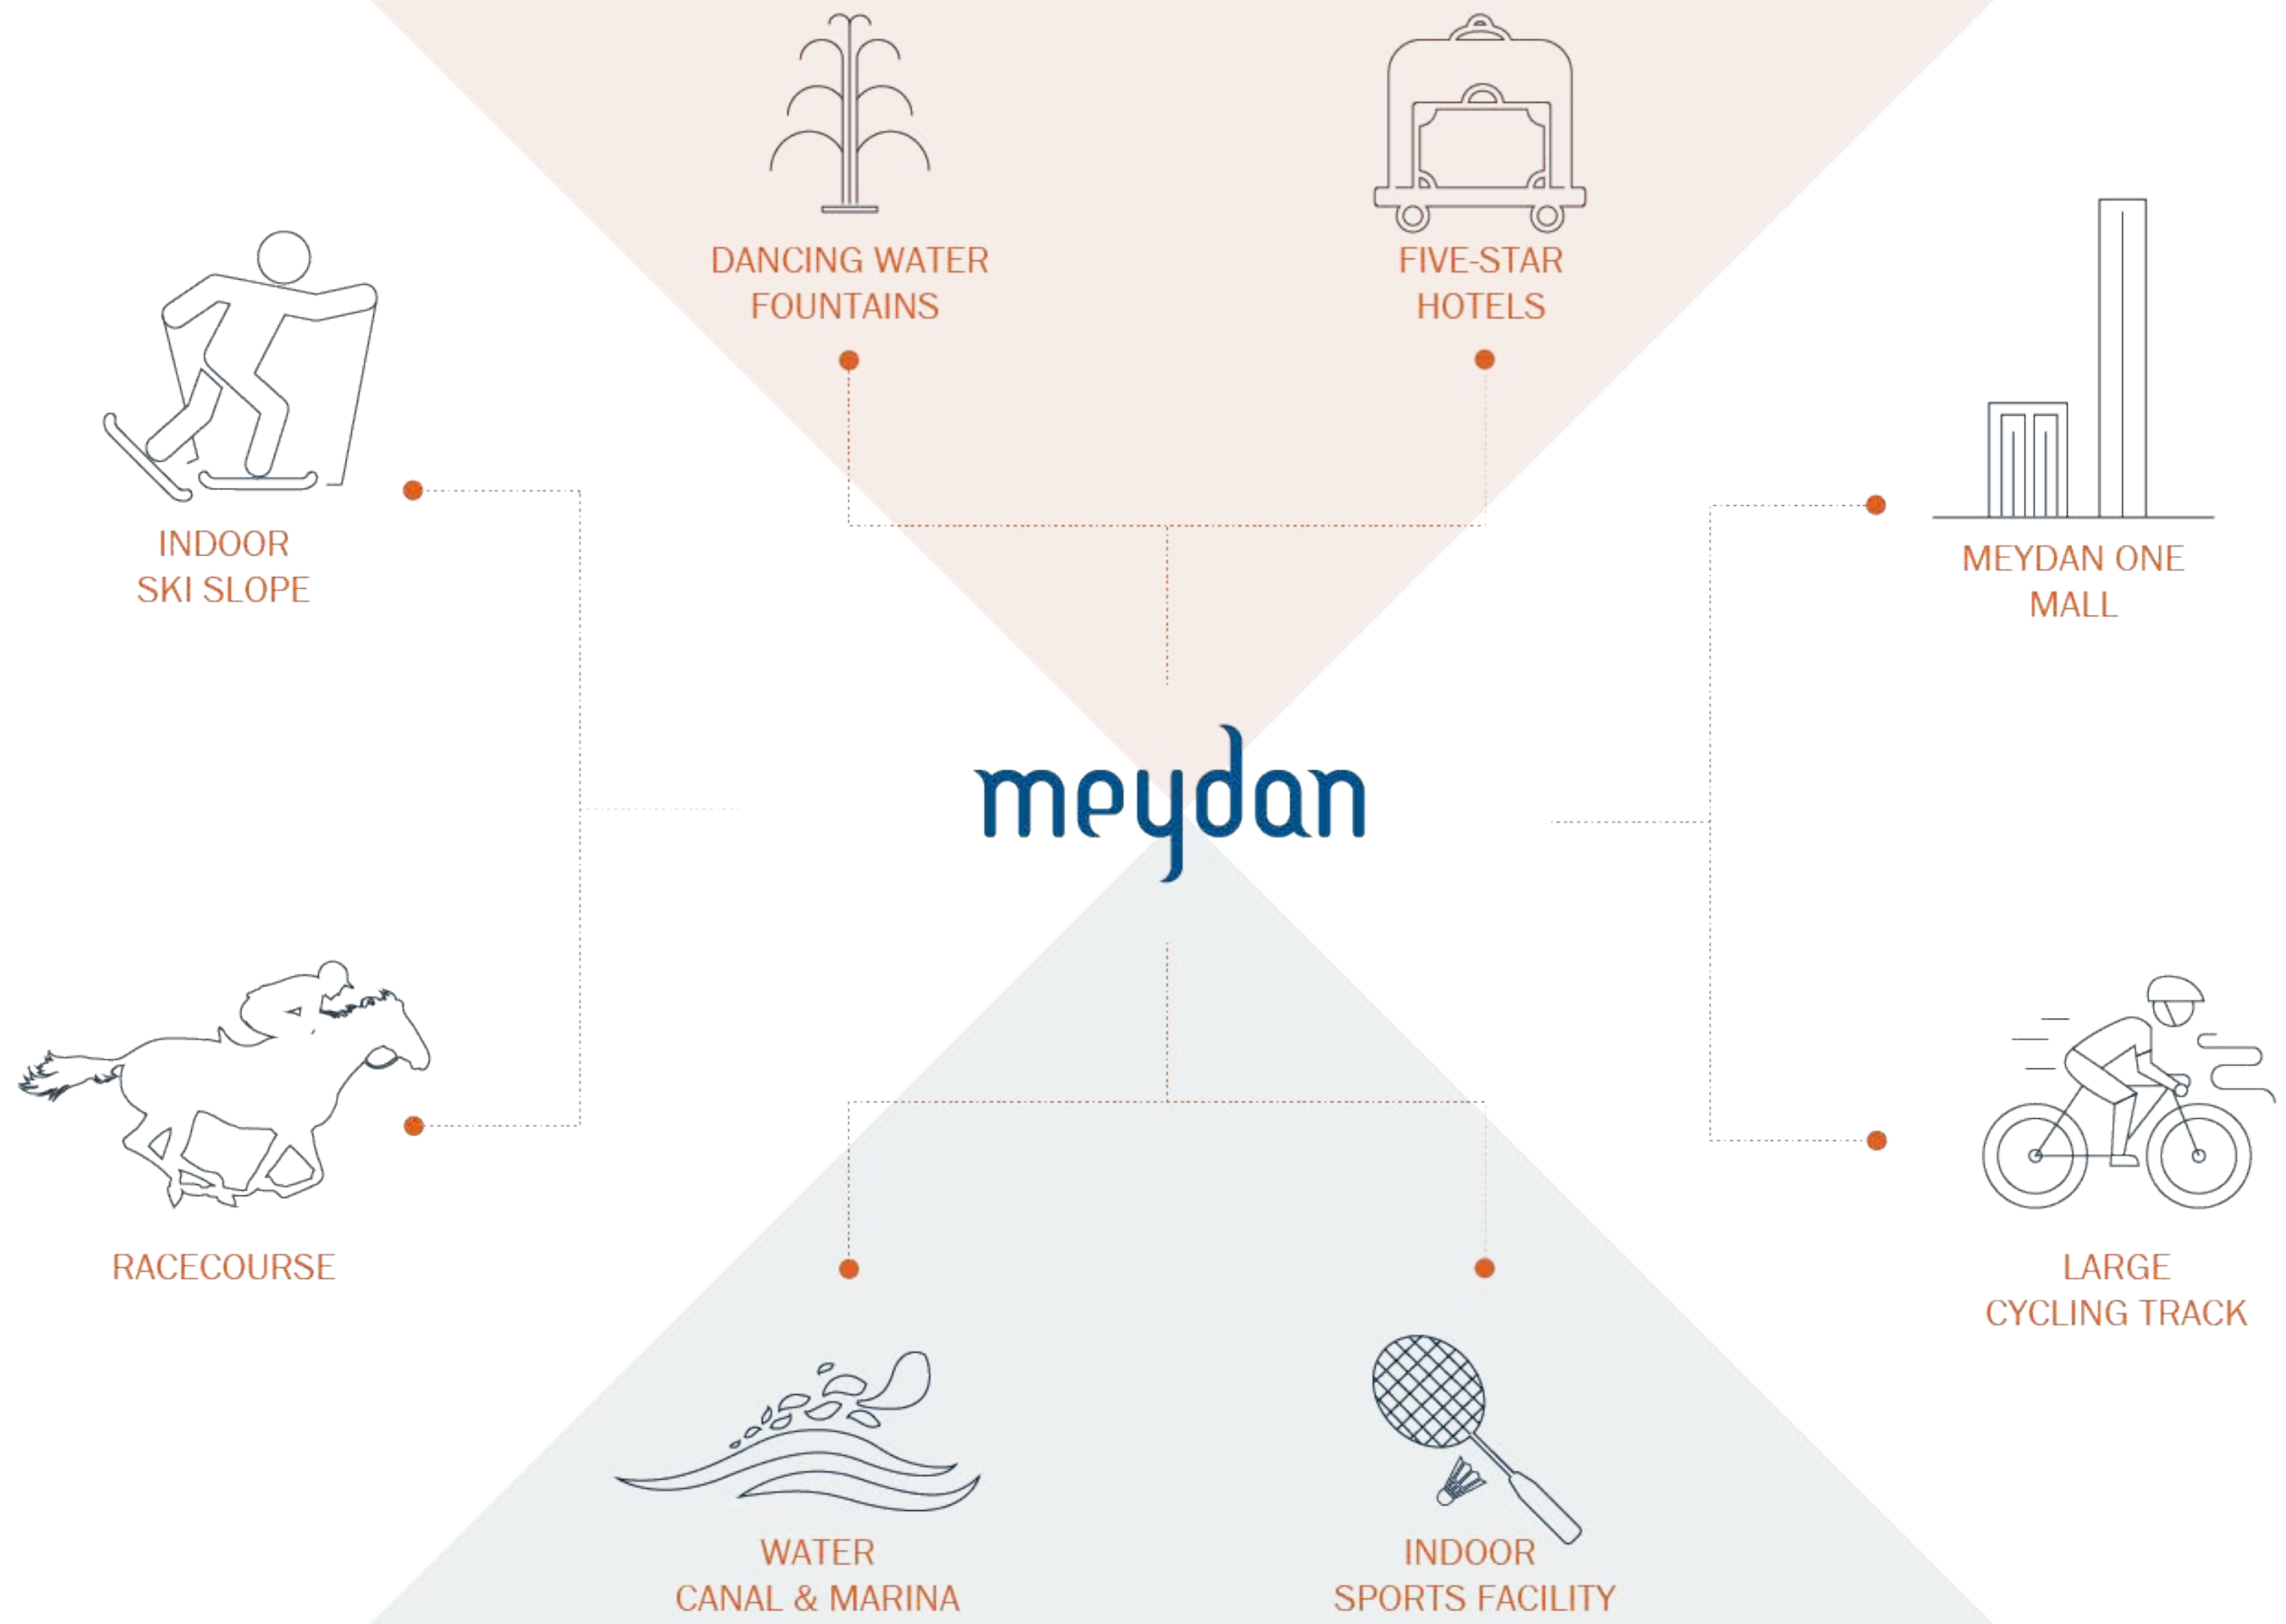 DANCING WATER
FOUNTAINS
FIVE-STAR
HOTELS
INDOOR
SKI SLOPE
MEYDAN ONE
MALL
meydan
RACECOURSE
LARGE
CYCLING TRACK
WATER
CANAL & MARINA
INDOOR
SPORTS FACILITY